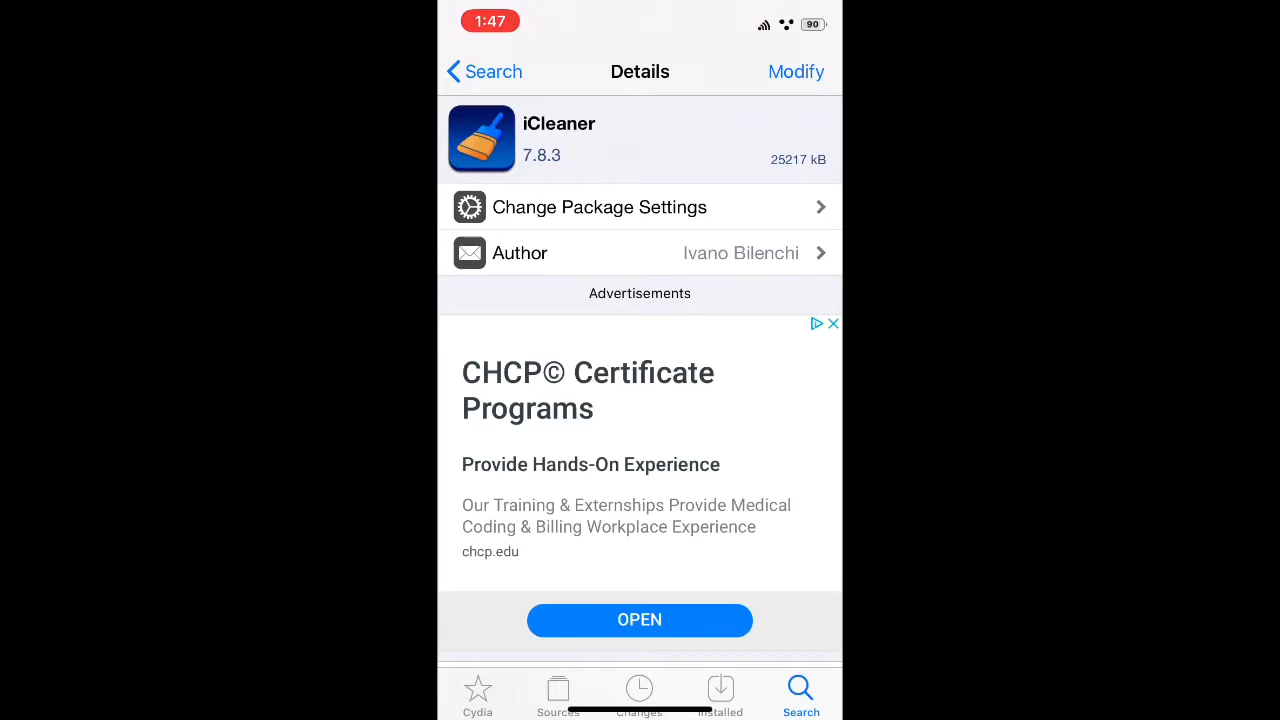 1:47
90
Search
Details
Modify
iCleaner
7.8.3
25217 kB
Change Package Settings
Author
Ivano Bilenchi
Advertisements
CHCP© Certificate
Programs
Provide Hands-On Experience
Our Training & Externships Provide Medical
Coding & Billing Workplace Experience
chcp.edu
OPEN
Cydia
Sources
Changes
Installed
Search